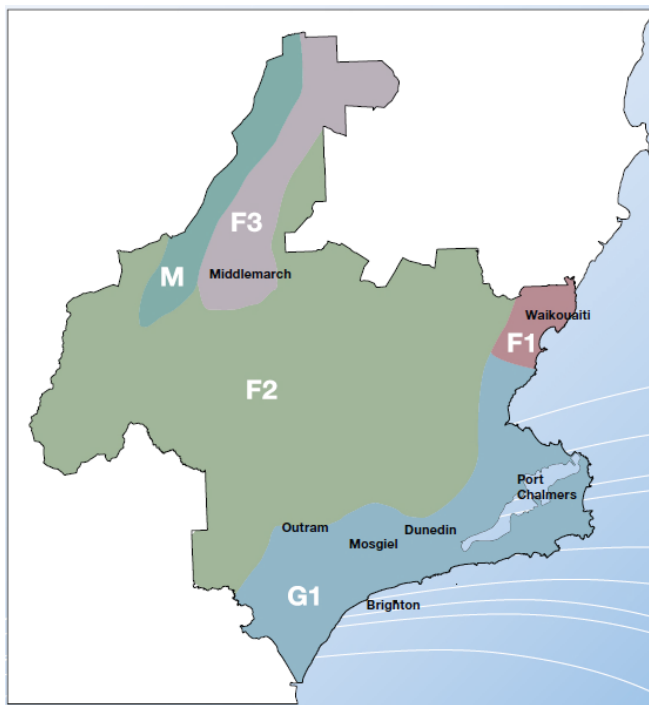 F3
M
Middlemarch
Waikouaiti
F1
F2
Port
Chalmers
Outram
Dunedin
Mosgiel
G1
Brighton